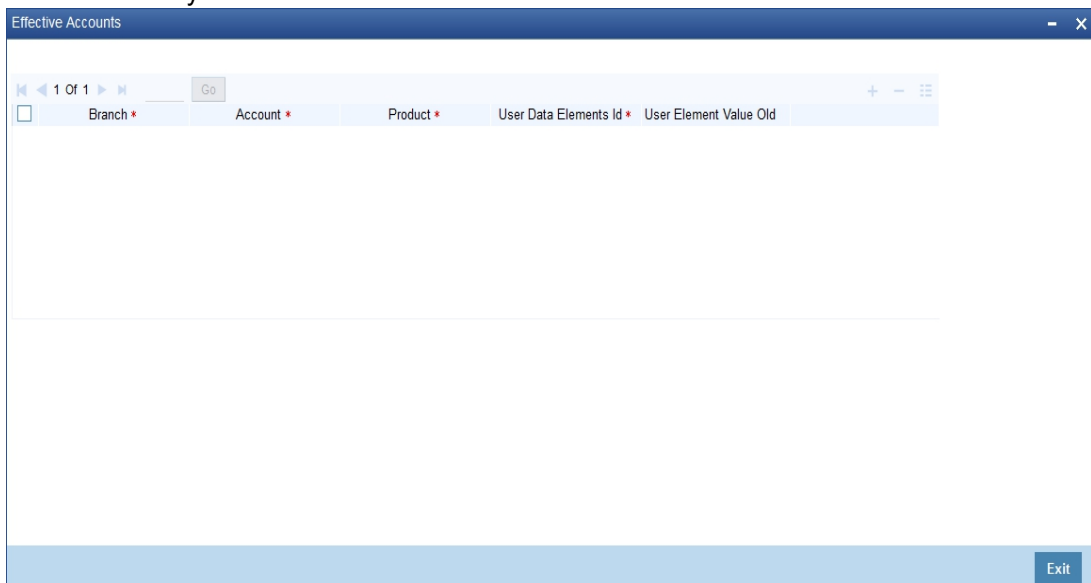 Effective Accounts
1 Of 1 Go
Branch * Account * Product * User Data Elements Id * User Element Value Old
Exit